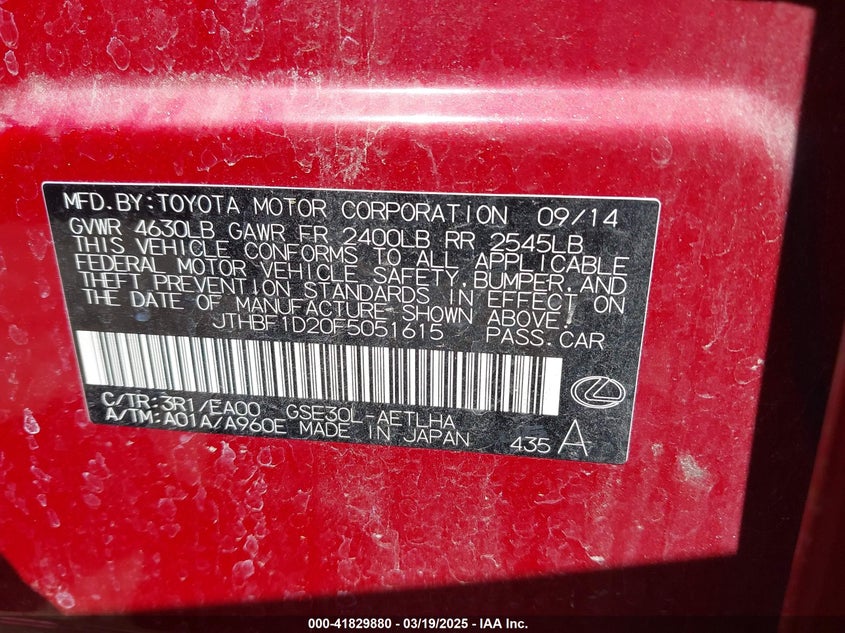 MFD.BY:TOYOTA MOTOR CORPORATION 09/14
GVWR 4630LB GAWR FR 2400LB RR 2545LB
THIS VEHICLE CONFORMS TO ALL APPLICABLE
FEDERAL MOTOR VEHICLE SAFETY,BUMPER,AND
THEFT PREVENTION STANDARDS IN EFFECT ON
THE DATE OF MANUFACTURE SHOWN ABOVE.
JTHBF1D20F5051615 PASS.CAR
C/TR:3R1/EA00 GSE30L-AETLHA
A/TM:A01A/A960E MADE IN JAPAN 435 A
000-41829880 - 03/19/2025 - IAA Inc.